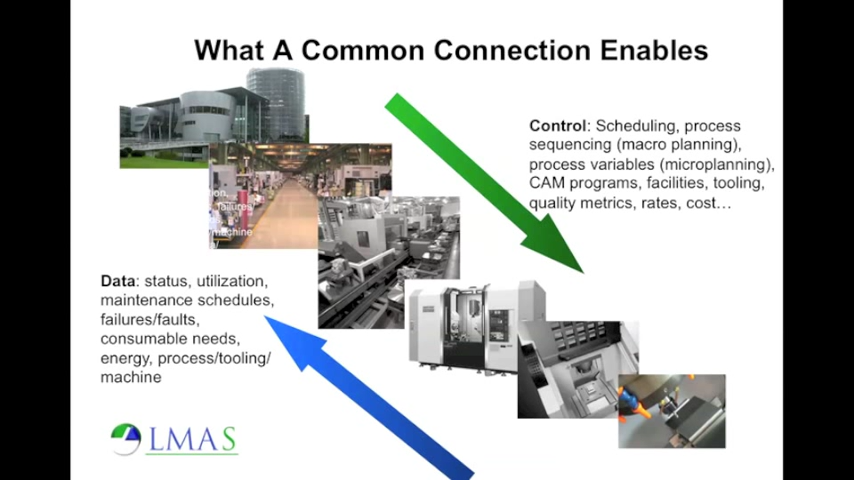 What A Common Connection Enables
Control: Scheduling, process
sequencing (macro planning),
process variables (microplanning),
CAM programs, facilities, tooling,
quality metrics, rates, cost…
Data: status, utilization,
maintenance schedules,
failures/faults,
consumable needs,
energy, process/tooling/
machine
LMAS